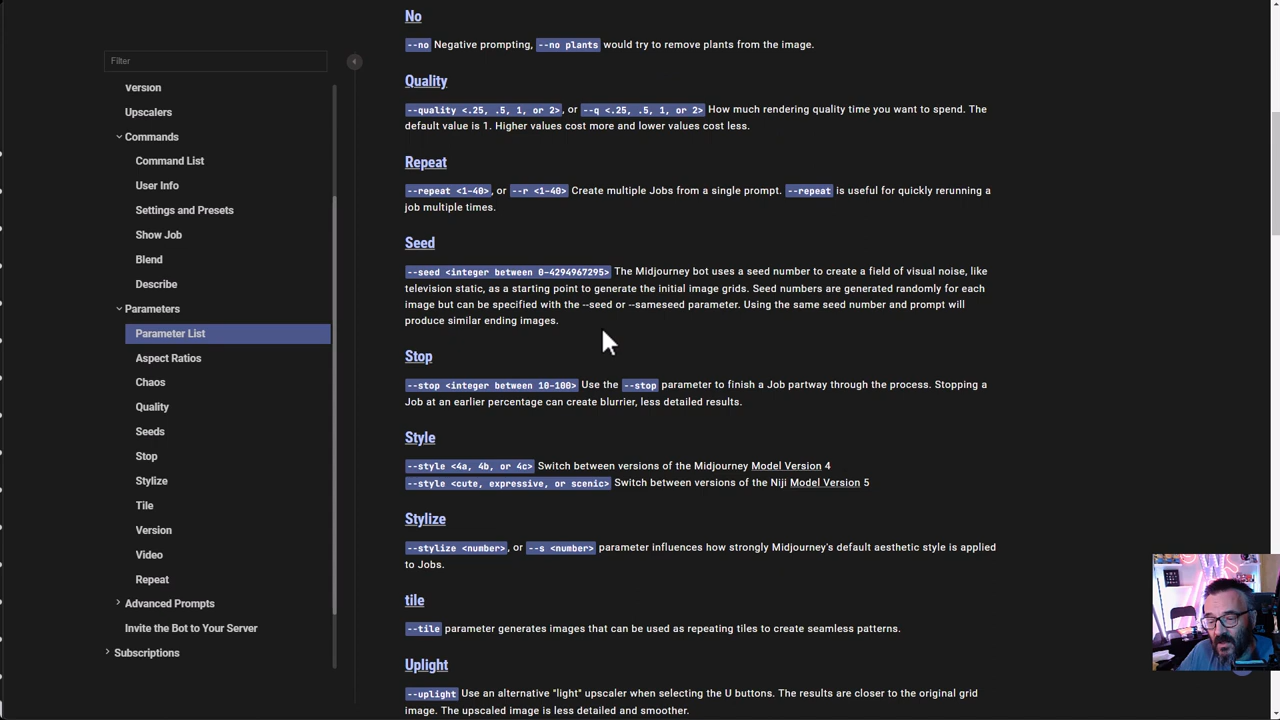 Filter
Version
Upscalers
Commands
Command List
User Info
Settings and Presets
Show Job
Blend
Describe
Parameters
Parameter List
Aspect Ratios
Chaos
Quality
Seeds
Stop
Stylize
Tile
Version
Video
Repeat
Advanced Prompts
Invite the Bot to Your Server
Subscriptions
No
--no Negative prompting, --no plants would try to remove plants from the image.
Quality
--quality <.25, .5, 1, or 2>, or --q <.25, .5, 1, or 2> How much rendering quality time you want to spend. The
default value is 1. Higher values cost more and lower values cost less.
Repeat
--repeat <1-40>, or --r <1-40> Create multiple Jobs from a single prompt. --repeat is useful for quickly rerunning a
job multiple times.
Seed
--seed <integer between 0-4294967295> The Midjourney bot uses a seed number to create a field of visual noise, like
television static, as a starting point to generate the initial image grids. Seed numbers are generated randomly for each
image but can be specified with the --seed or --sameseed parameter. Using the same seed number and prompt will
produce similar ending images.
Stop
--stop <integer between 10-100> Use the --stop parameter to finish a Job partway through the process. Stopping a
Job at an earlier percentage can create blurrier, less detailed results.
Style
--style <4a, 4b, or 4c> Switch between versions of the Midjourney Model Version 4
--style <cute, expressive, or scenic> Switch between versions of the Niji Model Version 5
Stylize
--stylize <number>, or --s <number> parameter influences how strongly Midjourney's default aesthetic style is applied
to Jobs.
tile
--tile parameter generates images that can be used as repeating tiles to create seamless patterns.
Uplight
--uplight Use an alternative "light" upscaler when selecting the U buttons. The results are closer to the original grid
image. The upscaled image is less detailed and smoother.